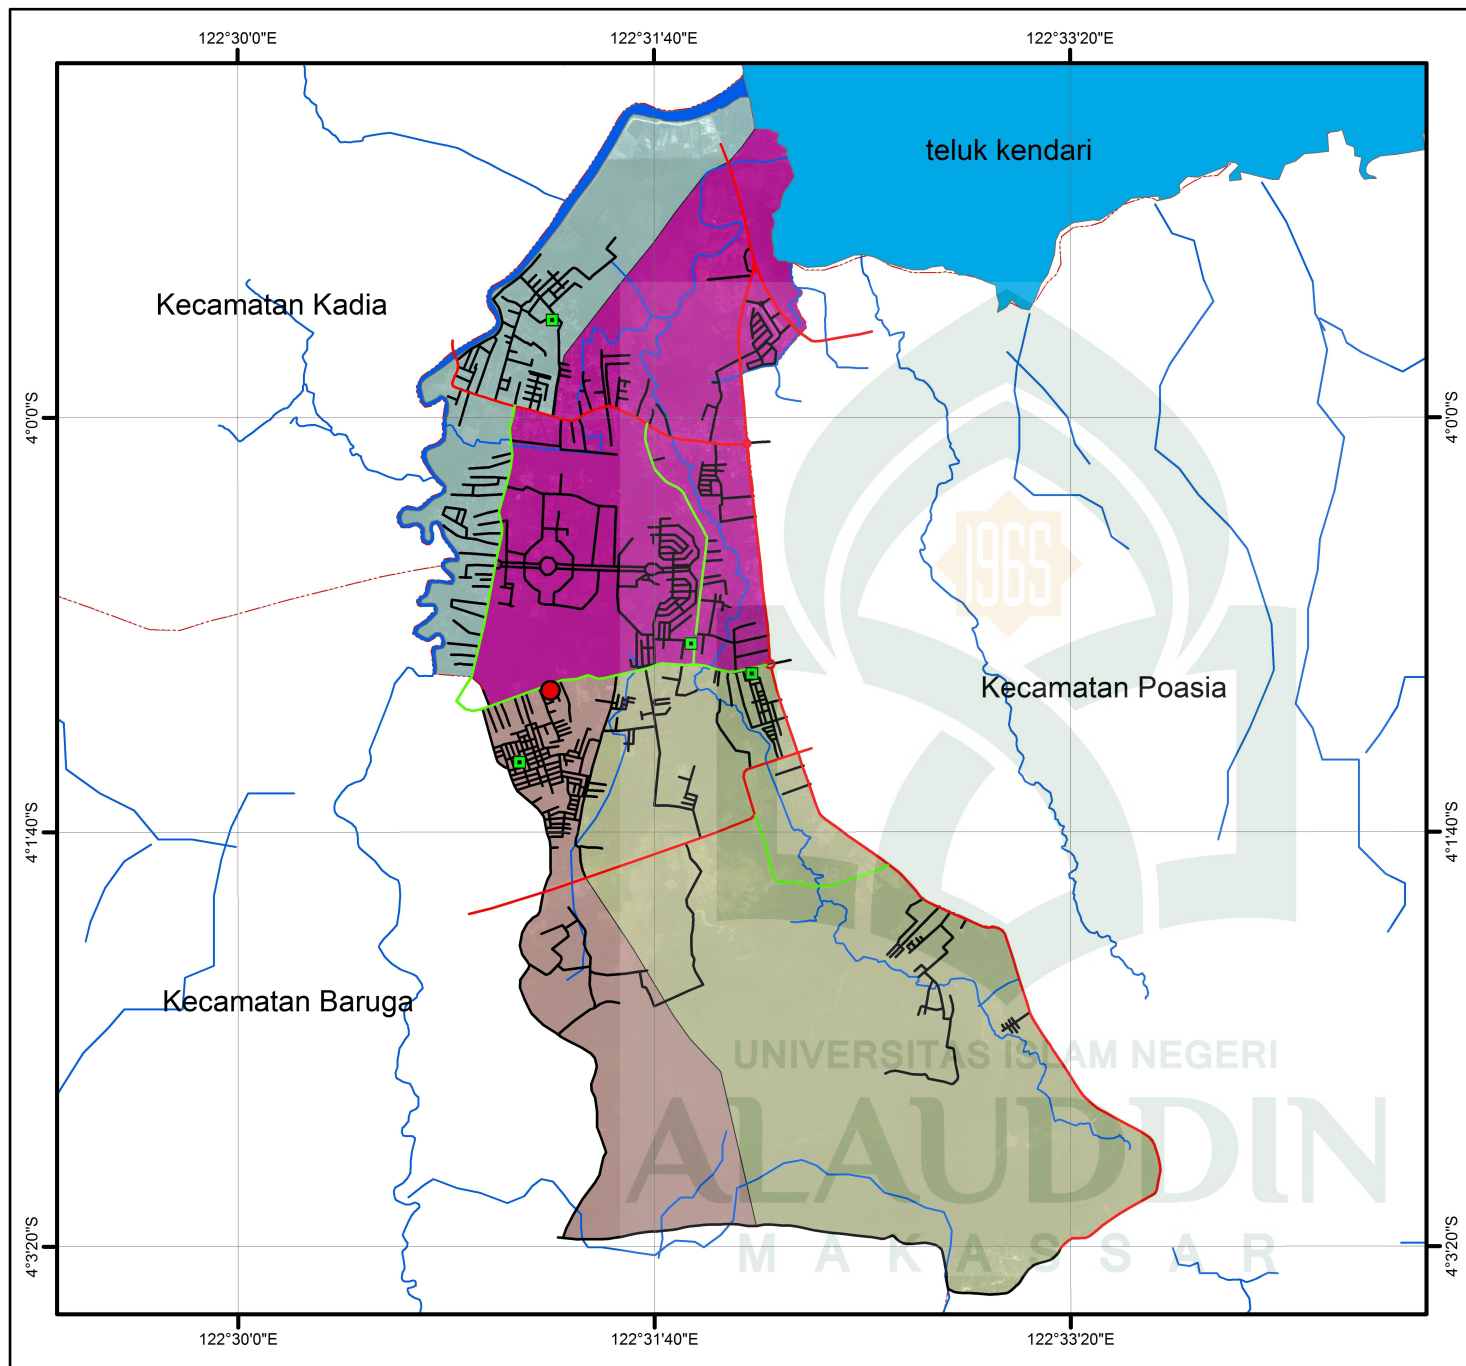 122°30'0"E
122°31'40"E
122°33'20"E
teluk kendari
Kecamatan Kadia
4°0'0"S
4°0'0"S
1965
Kecamatan Poasia
4°1'40"S
4°1'40"S
Kecamatan Baruga
UNIVERSITAS ISLAM NEGERI
ALAUDDIN
MAKASSAR
4°3'20"S
4°3'20"S
122°30'0"E
122°31'40"E
122°33'20"E